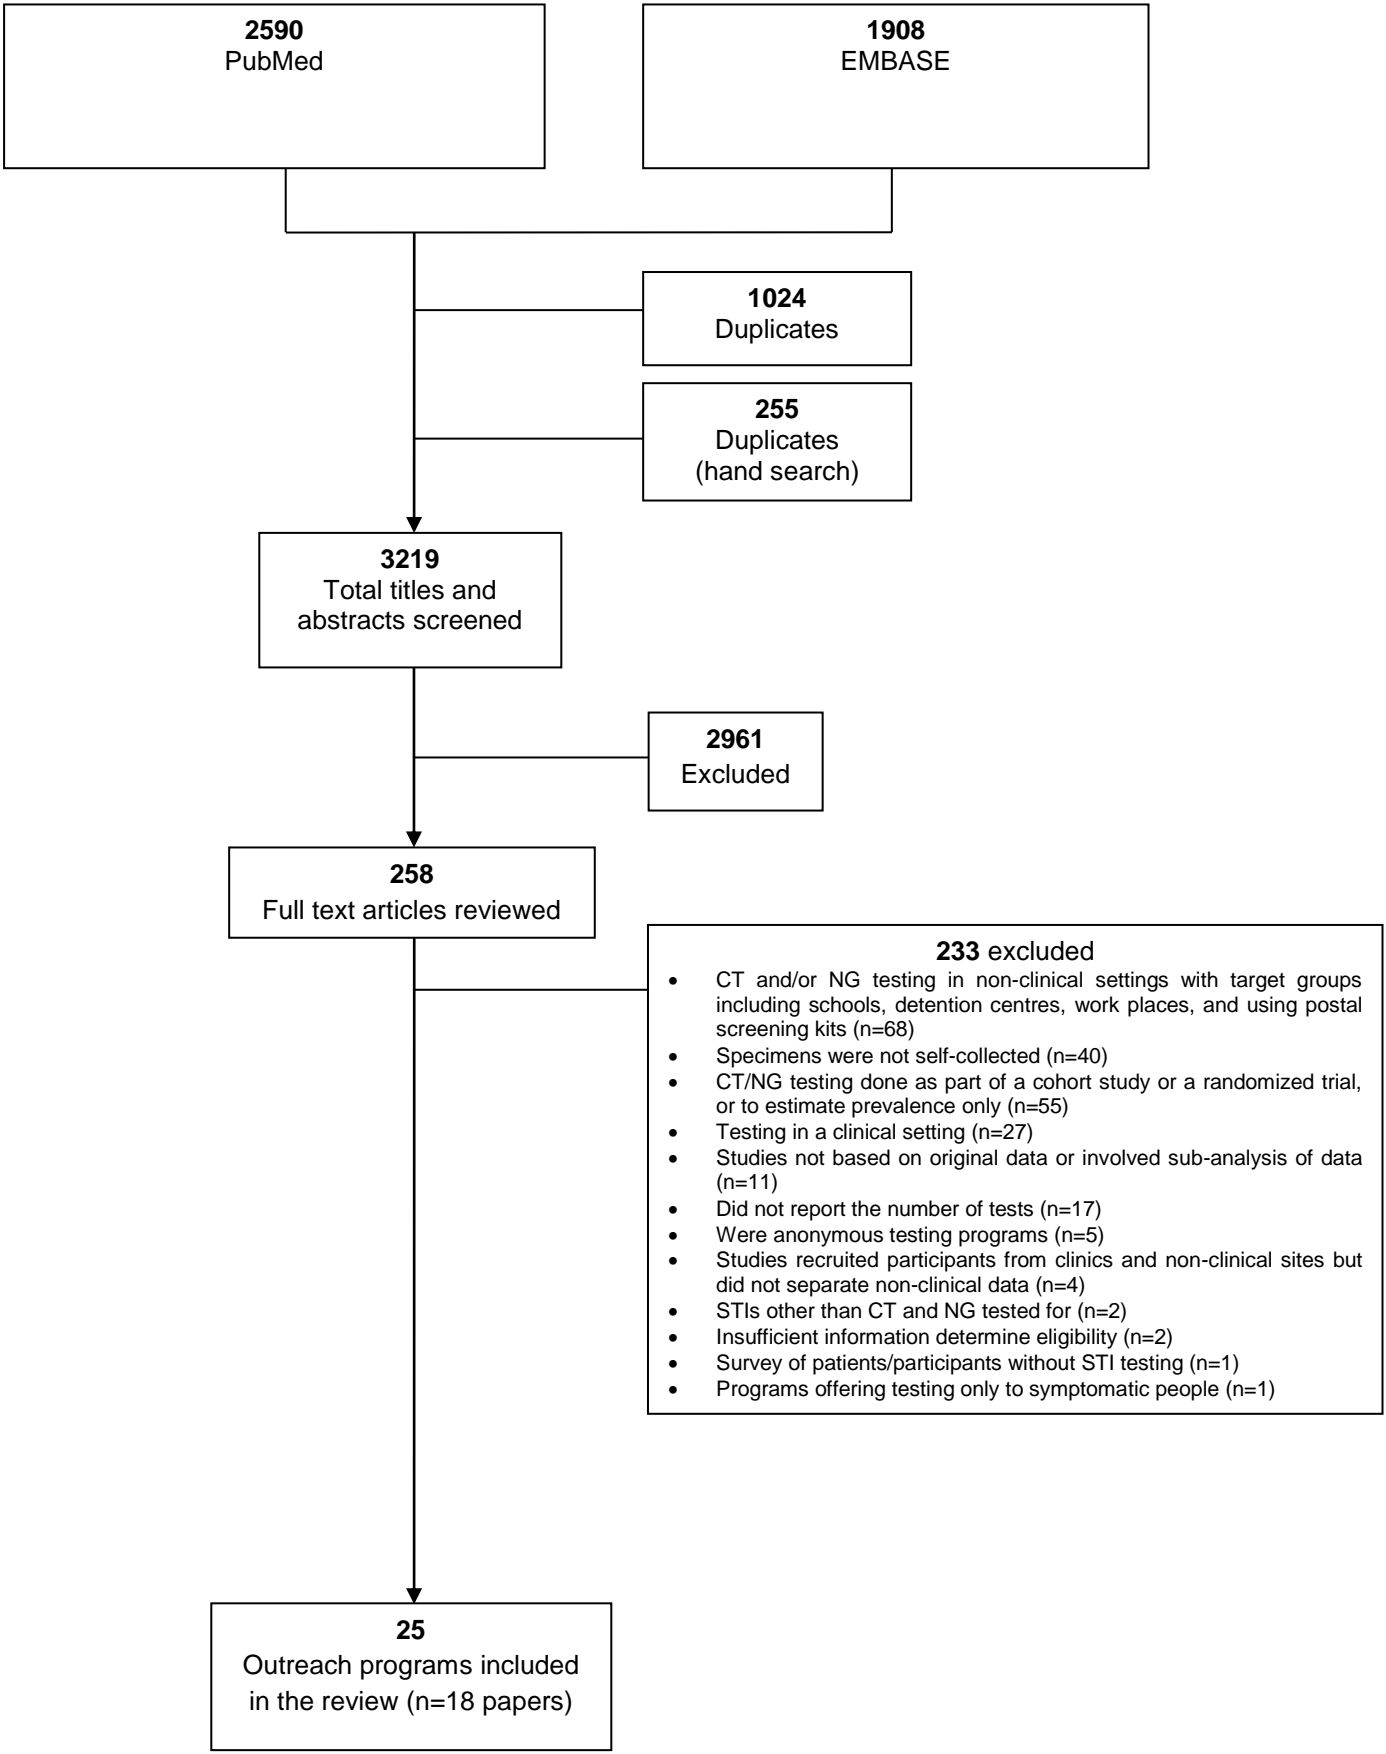 2590
PubMed
1908
EMBASE
1024
Duplicates
255
Duplicates
(hand search)
3219
Total titles and
abstracts screened
2961
Excluded
258
Full text articles reviewed
233 excluded
• CT and/or NG testing in non-clinical settings with target groups
including schools, detention centres, work places, and using postal
screening kits (n=68)
• Specimens were not self-collected (n=40)
• CT/NG testing done as part of a cohort study or a randomized trial,
or to estimate prevalence only (n=55)
• Testing in a clinical setting (n=27)
• Studies not based on original data or involved sub-analysis of data
(n=11)
• Did not report the number of tests (n=17)
• Were anonymous testing programs (n=5)
• Studies recruited participants from clinics and non-clinical sites but
did not separate non-clinical data (n=4)
• STIs other than CT and NG tested for (n=2)
• Insufficient information determine eligibility (n=2)
• Survey of patients/participants without STI testing (n=1)
• Programs offering testing only to symptomatic people (n=1)
25
Outreach programs included
in the review (n=18 papers)